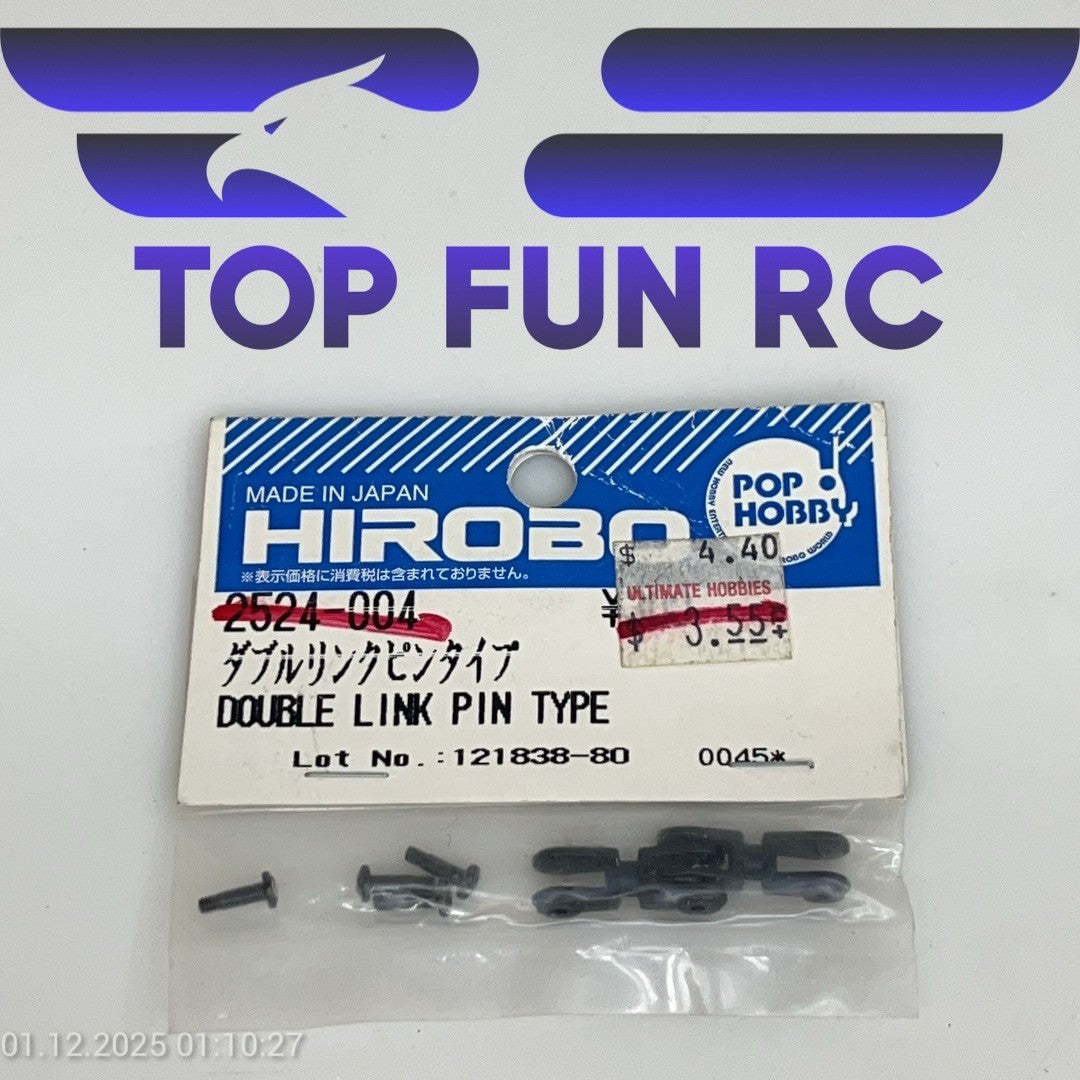 TOP FUN RC
MADE IN JAPAN
HIROBO
※表示価格に消費税は含まれておりません。
POP
HOBBY
ROBO WORLD
$ 4.40
ULTIMATE HOBBIES
$ 3.55
2524-004
¥
ダブルリンクピンタイプ
DOUBLE LINK PIN TYPE
Lot No.:121838-80 0045*
01.12.2025 01:10:27